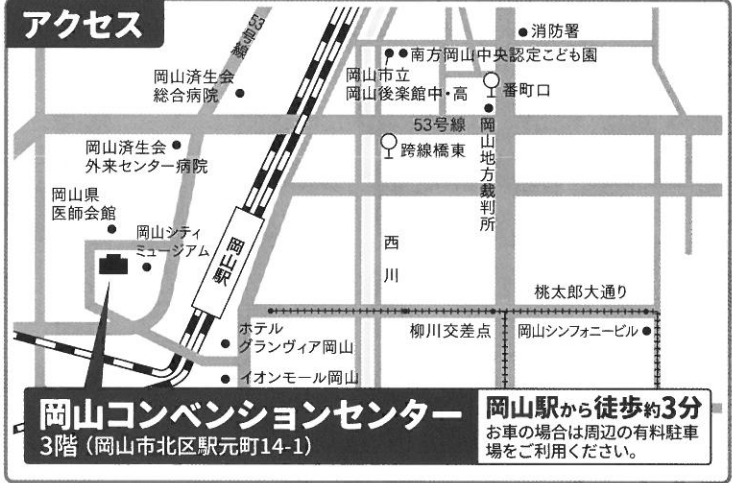 アクセス
53号線
消防署
南方岡山中央認定こども園
岡山市立
岡山後楽館中・高
番町口
岡山済生会
総合病院
53号線
岡山地方裁判所
跨線橋東
岡山済生会
外来センター病院
岡山県
医師会館
岡山シティ
ミュージアム
岡山駅
西川
桃太郎大通り
柳川交差点
岡山シンフォニービル
ホテル
グランヴィア岡山
イオンモール岡山
岡山コンベンションセンター
3階（岡山市北区駅元町14-1）
岡山駅から徒歩約3分
お車の場合は周辺の有料駐車
場をご利用ください。